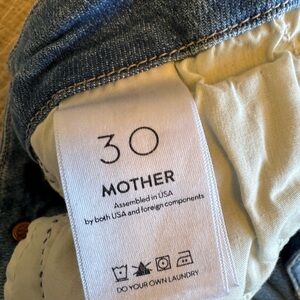 30
MOTHER
Assembled in USA
by both USA and foreign components
DO YOUR OWN LAUNDRY